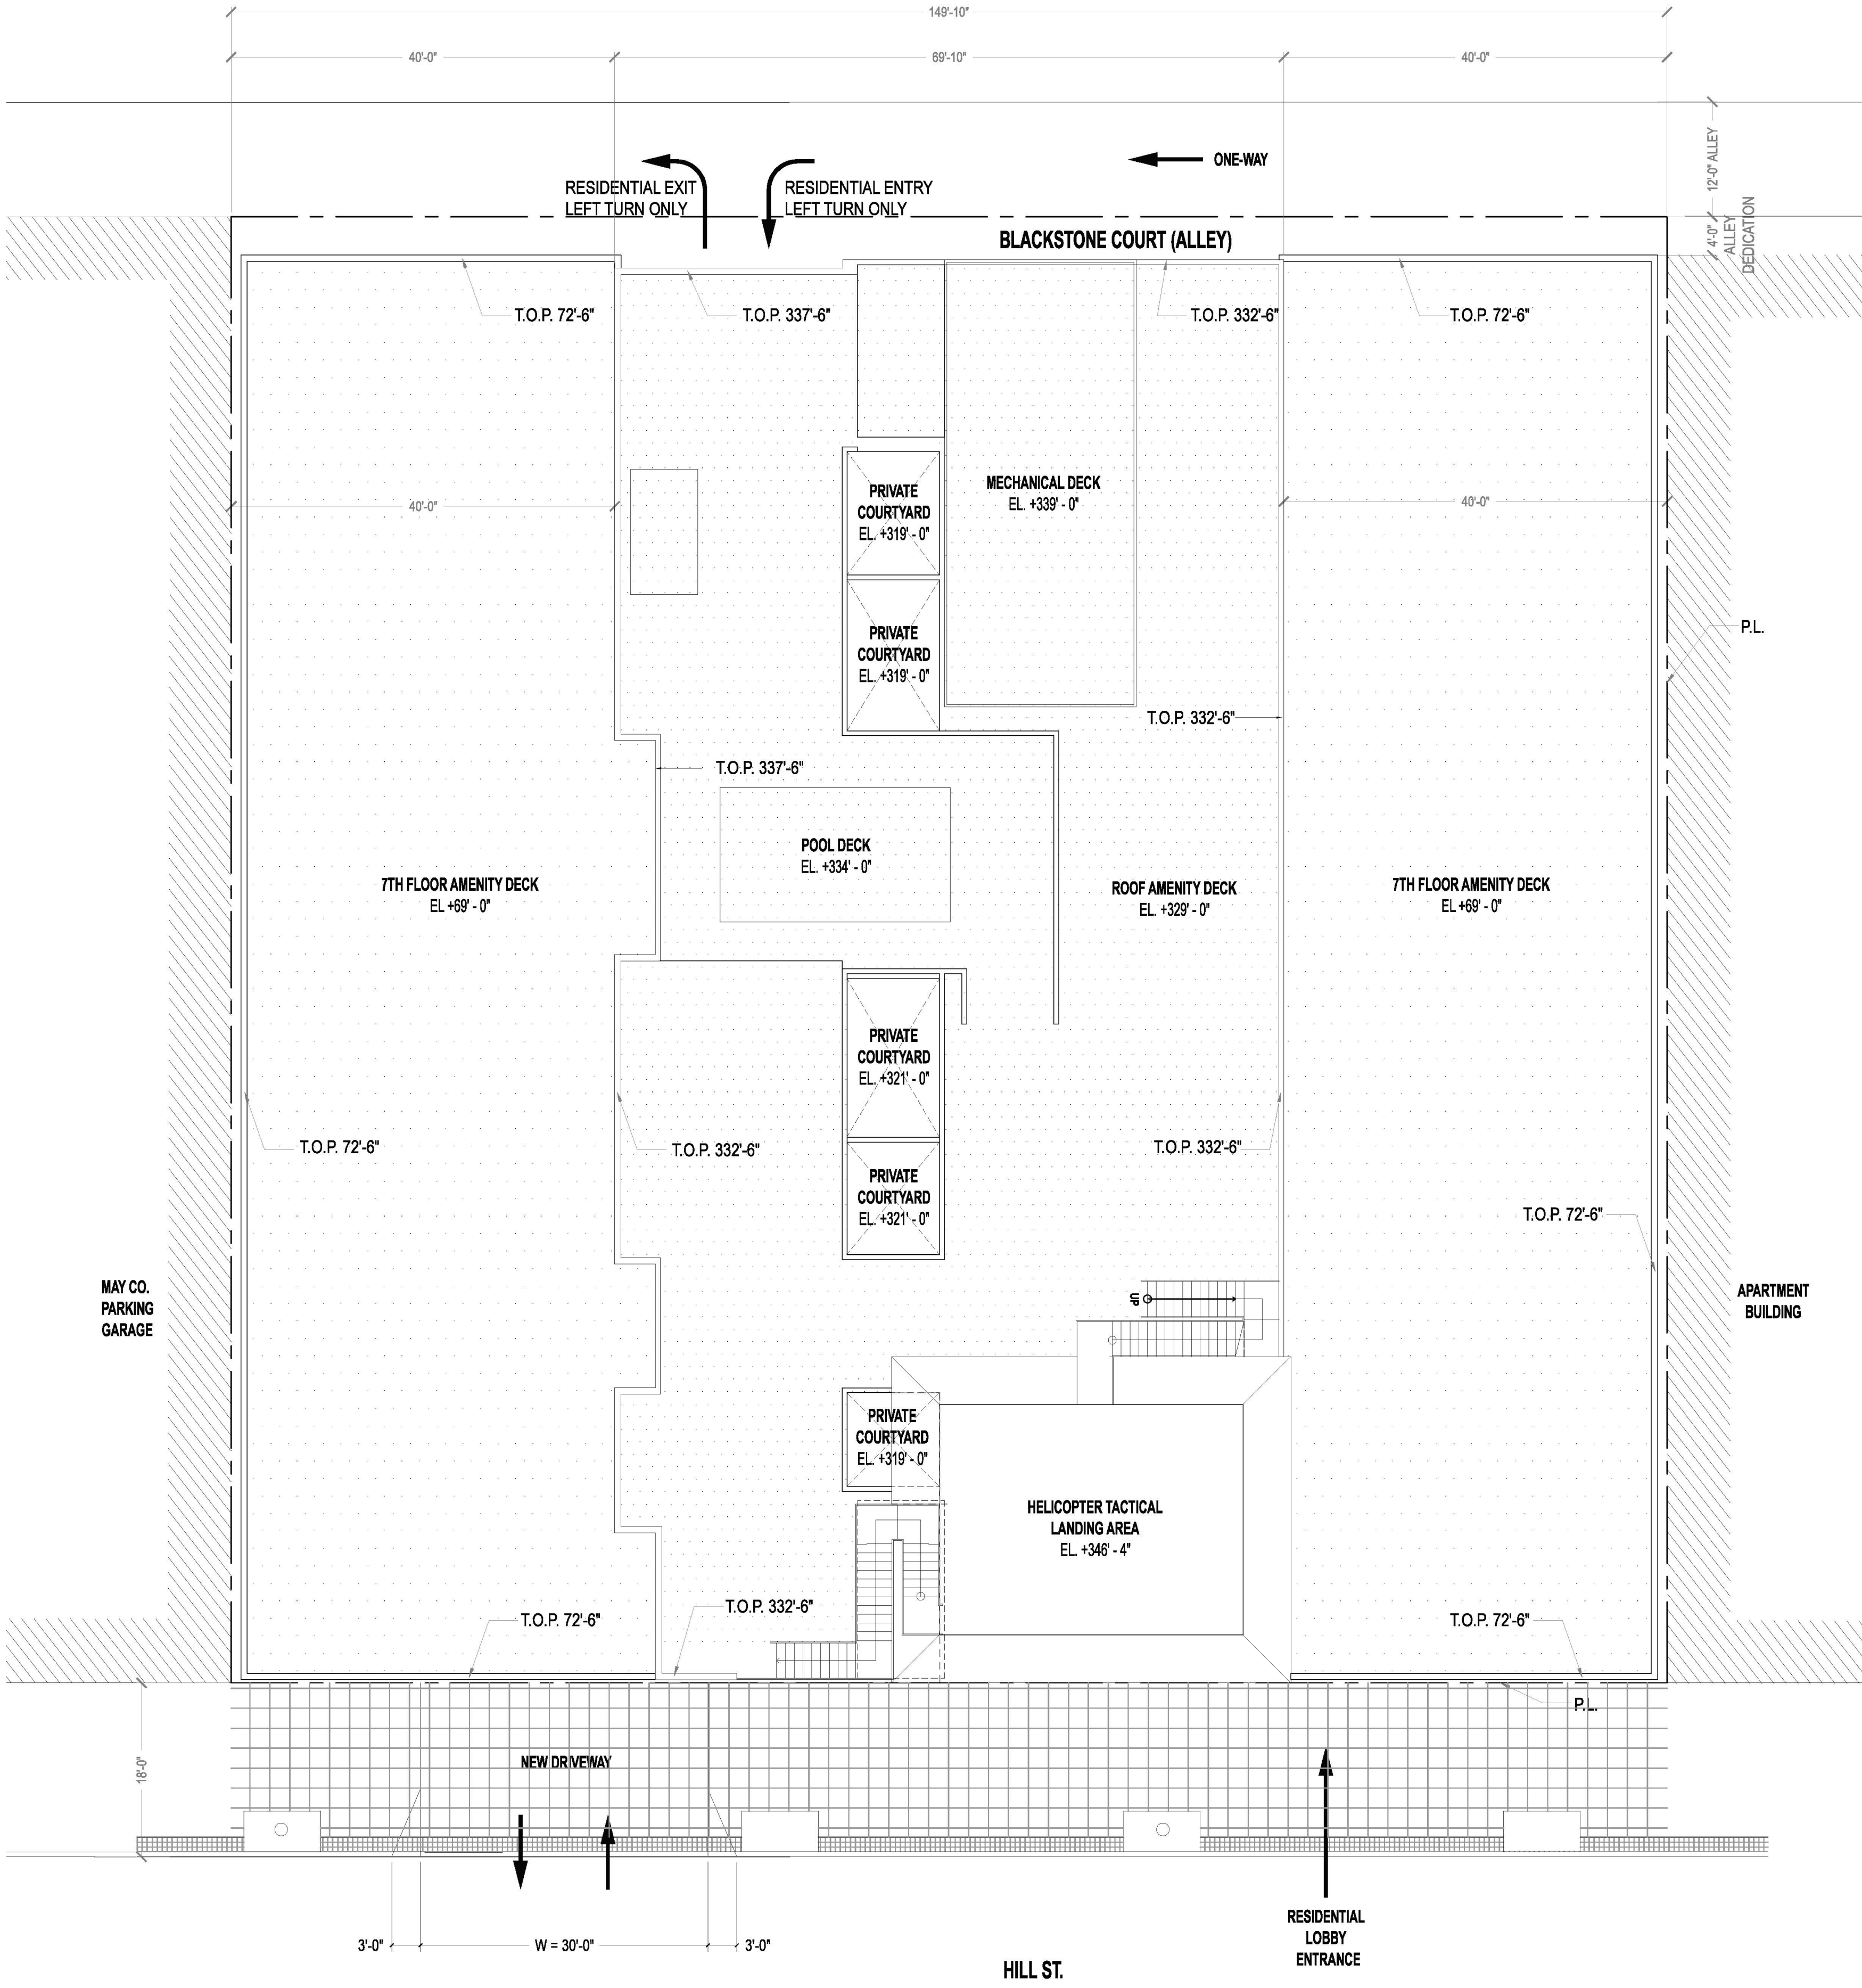 149'-10"
40'-0"
69'-10"
40'-0"
12'-0" ALLEY
4'-0"
ALLEY
DEDICATION
ONE-WAY
RESIDENTIAL EXIT
LEFT TURN ONLY
RESIDENTIAL ENTRY
LEFT TURN ONLY
BLACKSTONE COURT (ALLEY)
T.O.P. 72'-6"
T.O.P. 337'-6"
T.O.P. 332'-6"
T.O.P. 72'-6"
PRIVATE
COURTYARD
EL. +319' - 0"
MECHANICAL DECK
EL. +339' - 0"
40'-0"
40'-0"
PRIVATE
COURTYARD
EL. +319' - 0"
P.L.
T.O.P. 332'-6"
T.O.P. 337'-6"
POOL DECK
EL. +334' - 0"
7TH FLOOR AMENITY DECK
EL +69' - 0"
ROOF AMENITY DECK
EL. +329' - 0"
7TH FLOOR AMENITY DECK
EL +69' - 0"
PRIVATE
COURTYARD
EL. +321' - 0"
T.O.P. 72'-6"
T.O.P. 332'-6"
T.O.P. 332'-6"
PRIVATE
COURTYARD
EL. +321' - 0"
T.O.P. 72'-6"
MAY CO.
PARKING
GARAGE
UP
APARTMENT
BUILDING
PRIVATE
COURTYARD
EL. +319' - 0"
HELICOPTER TACTICAL
LANDING AREA
EL. +346' - 4"
T.O.P. 72'-6"
T.O.P. 332'-6"
T.O.P. 72'-6"
P.L.
18'-0"
NEW DRIVEWAY
3'-0"
W = 30'-0"
3'-0"
RESIDENTIAL
LOBBY
ENTRANCE
HILL ST.